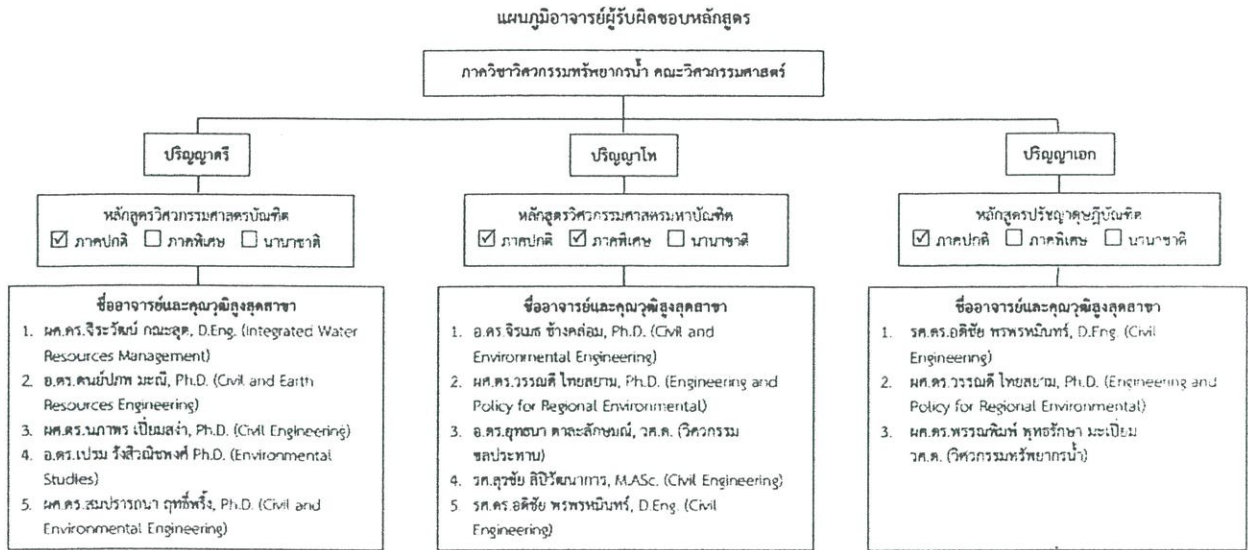 แผนภูมิอาจารย์ผู้รับผิดชอบหลักสูตร
ภาควิชาวิศวกรรมทรัพยากรน้ำ คณะวิศวกรรมศาสตร์
ปริญญาตรี
หลักสูตรวิศวกรรมศาสตรบัณฑิต
☑ ภาคปกติ ☐ ภาคพิเศษ ☐ นานาชาติ
ชื่ออาจารย์และคุณวุฒิสูงสุดสาขา
1. ผศ.ดร.จิระวัฒน์ กณะสุต, D.Eng. (Integrated Water
Resources Management)
2. อ.ดร.ดนย์ปภพ มะณี, Ph.D. (Civil and Earth
Resources Engineering)
3. ผศ.ดร.นภาพร เปี่ยมสง่า, Ph.D. (Civil Engineering)
4. อ.ดร.เปรม รังสิวณิชพงศ์ Ph.D. (Environmental
Studies)
5. ผศ.ดร.สมปรารถนา ฤทธิ์พริ้ง, Ph.D. (Civil and
Environmental Engineering)
ปริญญาโท
หลักสูตรวิศวกรรมศาสตรมหาบัณฑิต
☑ ภาคปกติ ☑ ภาคพิเศษ ☐ นานาชาติ
ชื่ออาจารย์และคุณวุฒิสูงสุดสาขา
1. อ.ดร จิรเมธ ช้างคล่อม, Ph.D. (Civil and
Environmental Engineering)
2. ผศ.ดร.วรรณดี ไทยสยาม, Ph.D. (Engineering and
Policy for Regional Environmental)
3. อ.ดร.ยุทธนา ตาละลักษมณ์, วศ.ด. (วิศวกรรม
ชลประทาน)
4. รศ.สุวชัย สิปิวัฒนาการ, M.ASc. (Civil Engineering)
5. รศ.ดร.อดิชัย พรพรหมินทร์, D.Eng. (Civil
Engineering)
ปริญญาเอก
หลักสูตรปรัชญาดุษฎีบัณฑิต
☑ ภาคปกติ ☐ ภาคพิเศษ ☐ นานาชาติ
ชื่ออาจารย์และคุณวุฒิสูงสุดสาขา
1. รศ.ดร.อดิชัย พรพรหมินทร์, D.Eng. (Civil
Engineering)
2. ผศ.ดร.วรรณดี ไทยสยาม, Ph.D. (Engineering and
Policy for Regional Environmental)
3. ผศ.ดร.พรรณพิมพ์ พุทธรักษา มะเปี่ยม
วศ.ด. (วิศวกรรมทรัพยากรน้ำ)